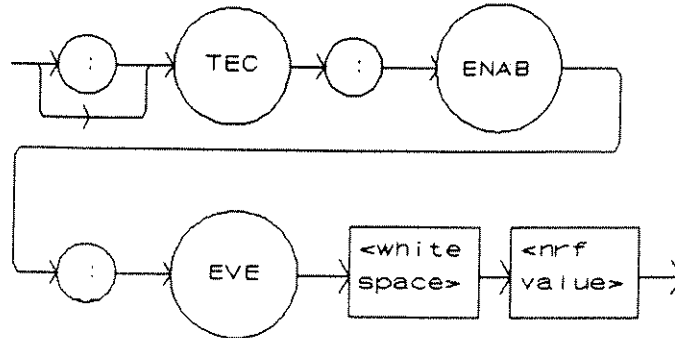 : TEC : ENAB
: EVE <white space> <nrf value>